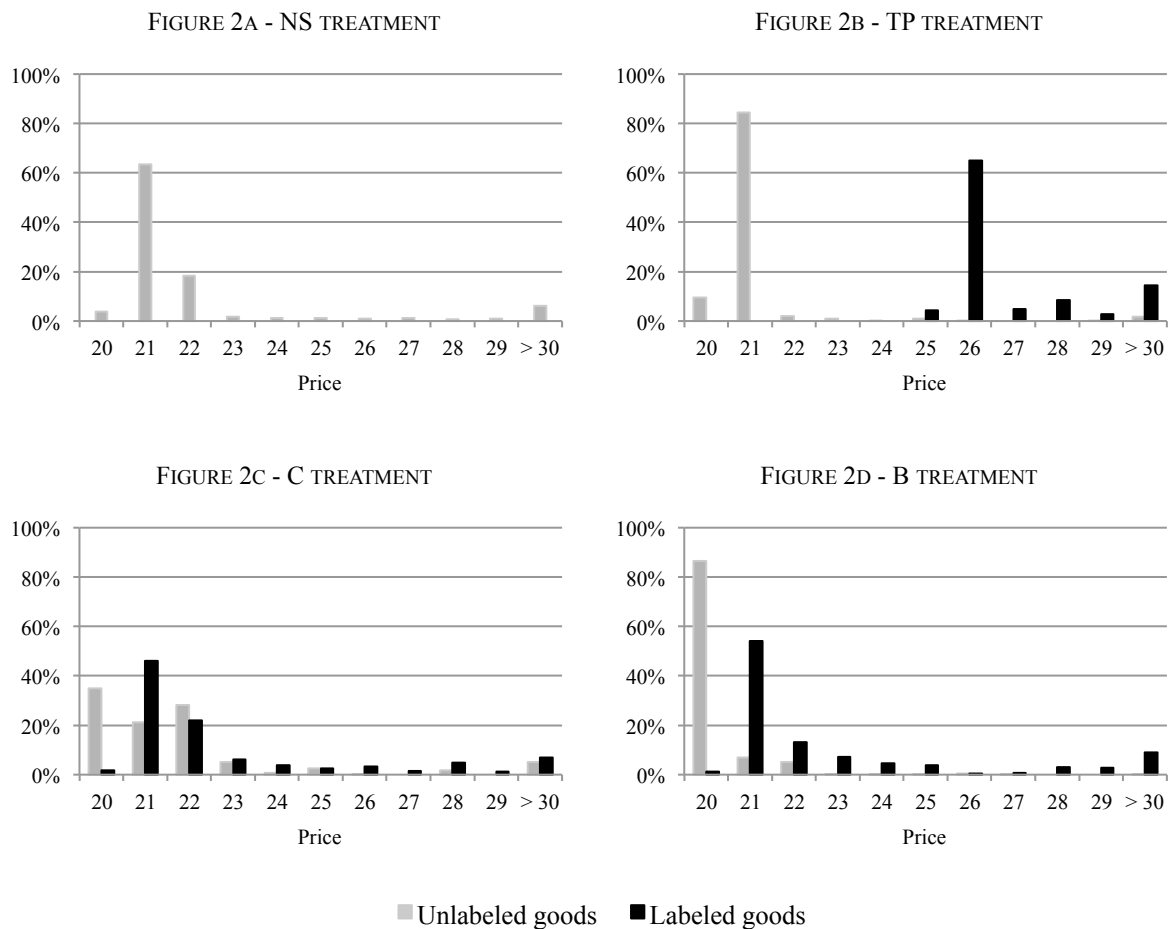 FIGURE 2A - NS TREATMENT
100%
80%
60%
40%
20%
0%
20 21 22 23 24 25 26 27 28 29 > 30
Price
FIGURE 2B - TP TREATMENT
100%
80%
60%
40%
20%
0%
20 21 22 23 24 25 26 27 28 29 > 30
Price
FIGURE 2C - C TREATMENT
100%
80%
60%
40%
20%
0%
20 21 22 23 24 25 26 27 28 29 > 30
Price
FIGURE 2D - B TREATMENT
100%
80%
60%
40%
20%
0%
20 21 22 23 24 25 26 27 28 29 > 30
Price
Unlabeled goods Labeled goods